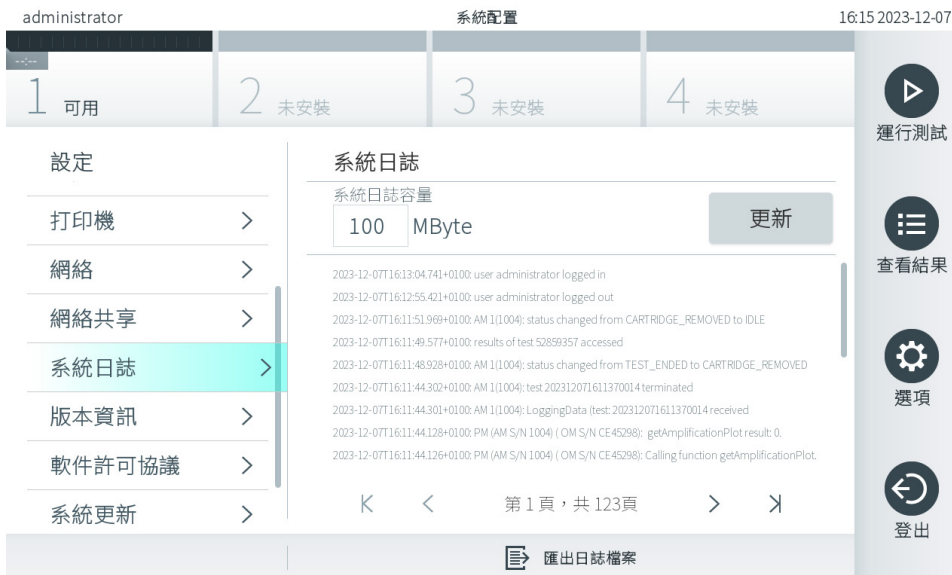 administrator
系統配置
16:15 2023-12-07
--:--
1 可用
2 未安裝
3 未安裝
4 未安裝
運行測試
查看結果
選項
登出
設定
打印機
網絡
網絡共享
系統日誌
版本資訊
軟件許可協議
系統更新
系統日誌
系統日誌容量
100 MByte
更新
2023-12-07T16:13:04.741+0100: user administrator logged in
2023-12-07T16:12:55.421+0100: user administrator logged out
2023-12-07T16:11:51.969+0100: AM 1(1004): status changed from CARTRIDGE_REMOVED to IDLE
2023-12-07T16:11:49.577+0100: results of test 52859357 accessed
2023-12-07T16:11:48.928+0100: AM 1(1004): status changed from TEST_ENDED to CARTRIDGE_REMOVED
2023-12-07T16:11:44.302+0100: AM 1(1004): test 202312071611370014 terminated
2023-12-07T16:11:44.301+0100: AM 1(1004): LoggingData (test: 202312071611370014 received
2023-12-07T16:11:44.128+0100: PM (AM S/N 1004) ( OM S/N CE45298): getAmplificationPlot result: 0.
2023-12-07T16:11:44.126+0100: PM (AM S/N 1004) ( OM S/N CE45298): Calling function getAmplificationPlot.
第 1 頁，共 123頁
匯出日誌檔案